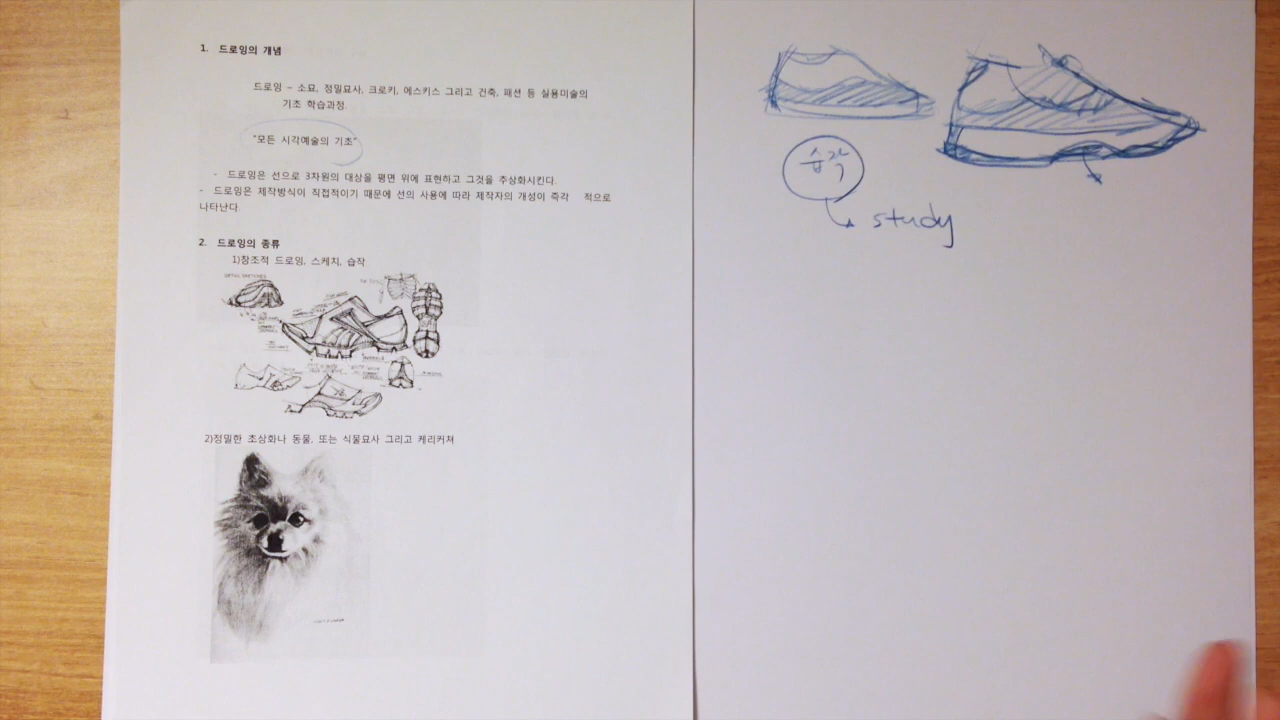 1. 드로잉의 개념
드로잉 – 소묘, 정밀묘사, 크로키, 에스키스 그리고 건축, 패션 등 실용미술의
기초 학습과정.
"모든 시각예술의 기초"
- 드로잉은 선으로 3차원의 대상을 평면 위에 표현하고 그것을 추상화시킨다.
- 드로잉은 제작방식이 직접적이기 때문에 선의 사용에 따라 제작자의 개성이 즉각 적으로
나타난다.
2. 드로잉의 종류
1)창조적 드로잉, 스케치, 습작
2)정밀한 초상화나 동물, 또는 식물묘사 그리고 케리커쳐
습작
study